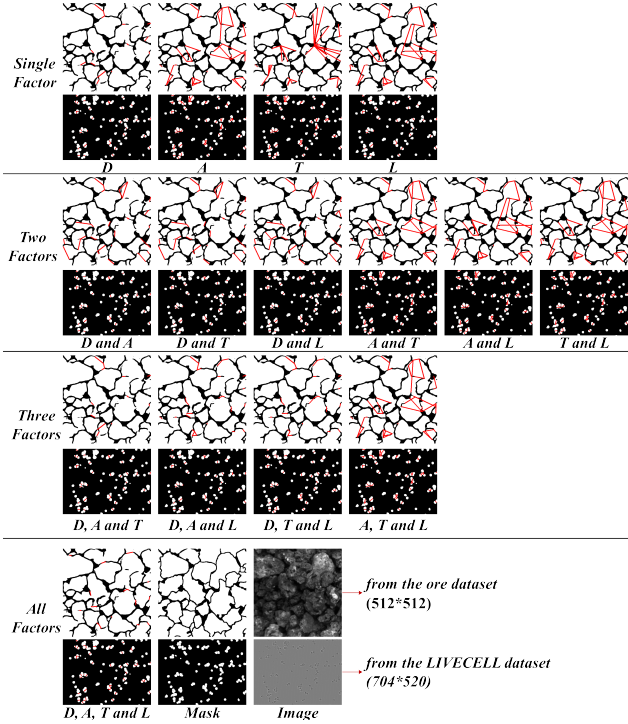 Single
Factor
D A T L
Two
Factors
D and A D and T D and L A and T A and L T and L
Three
Factors
D, A and T D, A and L D, T and L A, T and L
All
Factors
from the ore dataset
(512*512)
from the LIVECELL dataset
(704*520)
D, A, T and L Mask Image